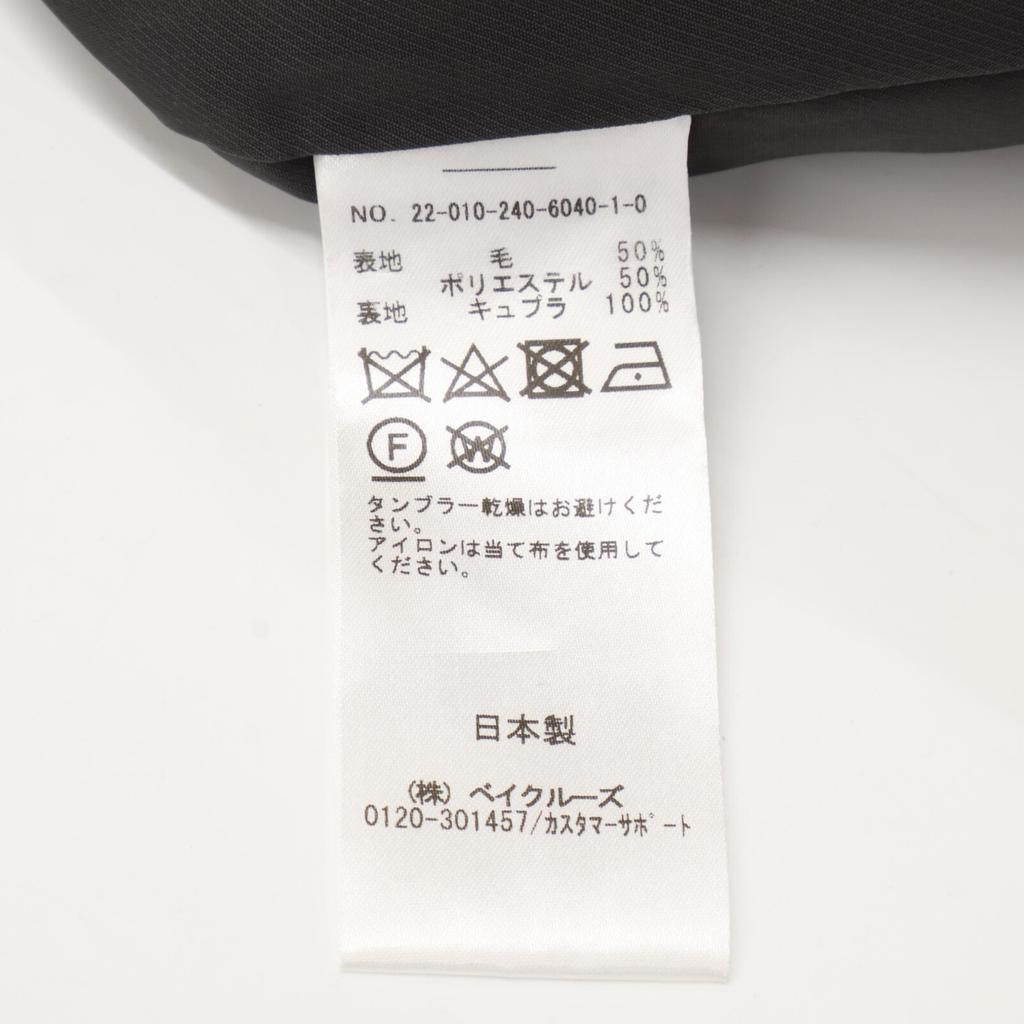 NO. 22-010-240-6040-1-0
表地 毛 50%
ポリエステル 50%
裏地 キュプラ 100%
F W
タンブラー乾燥はお避けくだ
さい。
アイロンは当て布を使用して
ください。
日本製
(株) ベイクルーズ
0120-301457/カスタマーサポート